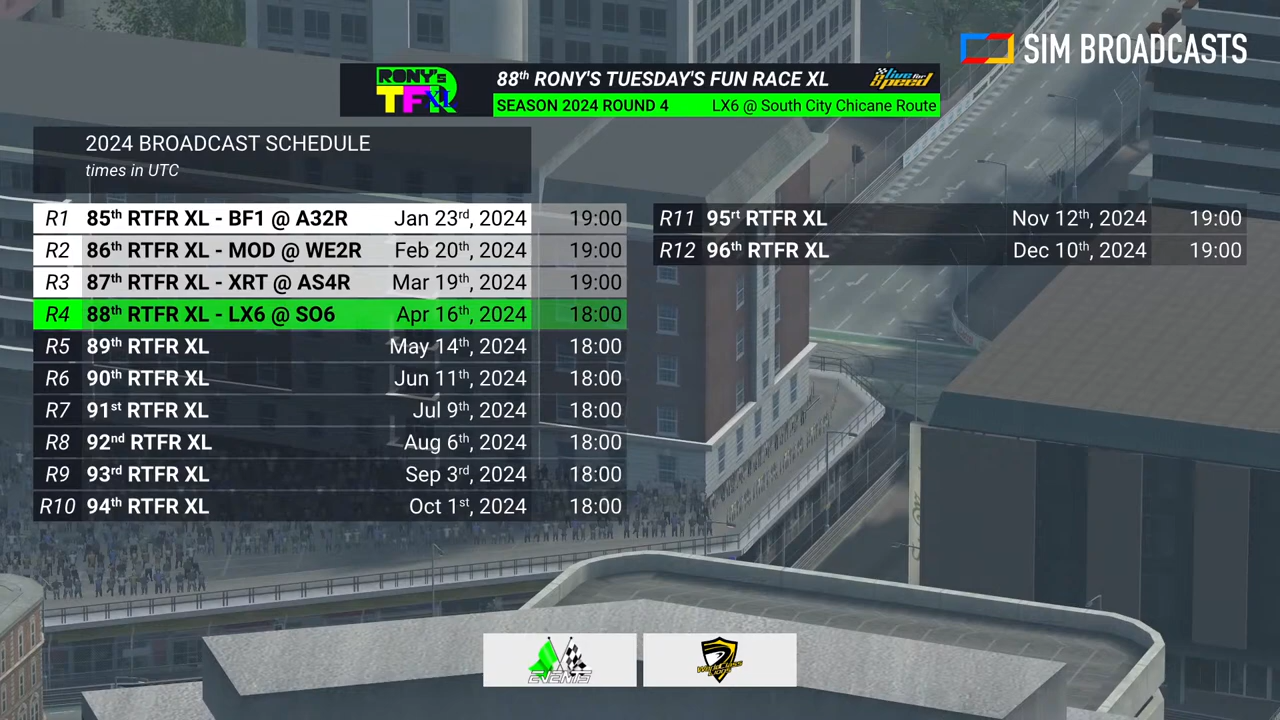 SIM BROADCASTS
RONY's
TFR XL
88th RONY'S TUESDAY'S FUN RACE XL
live for speed
SEASON 2024 ROUND 4 LX6 @ South City Chicane Route
2024 BROADCAST SCHEDULE
times in UTC
R1 85th RTFR XL - BF1 @ A32R Jan 23rd, 2024 19:00
R2 86th RTFR XL - MOD @ WE2R Feb 20th, 2024 19:00
R3 87th RTFR XL - XRT @ AS4R Mar 19th, 2024 19:00
R4 88th RTFR XL - LX6 @ SO6 Apr 16th, 2024 18:00
R5 89th RTFR XL May 14th, 2024 18:00
R6 90th RTFR XL Jun 11th, 2024 18:00
R7 91st RTFR XL Jul 9th, 2024 18:00
R8 92nd RTFR XL Aug 6th, 2024 18:00
R9 93rd RTFR XL Sep 3rd, 2024 18:00
R10 94th RTFR XL Oct 1st, 2024 18:00
R11 95rt RTFR XL Nov 12th, 2024 19:00
R12 96th RTFR XL Dec 10th, 2024 19:00
EVENTS